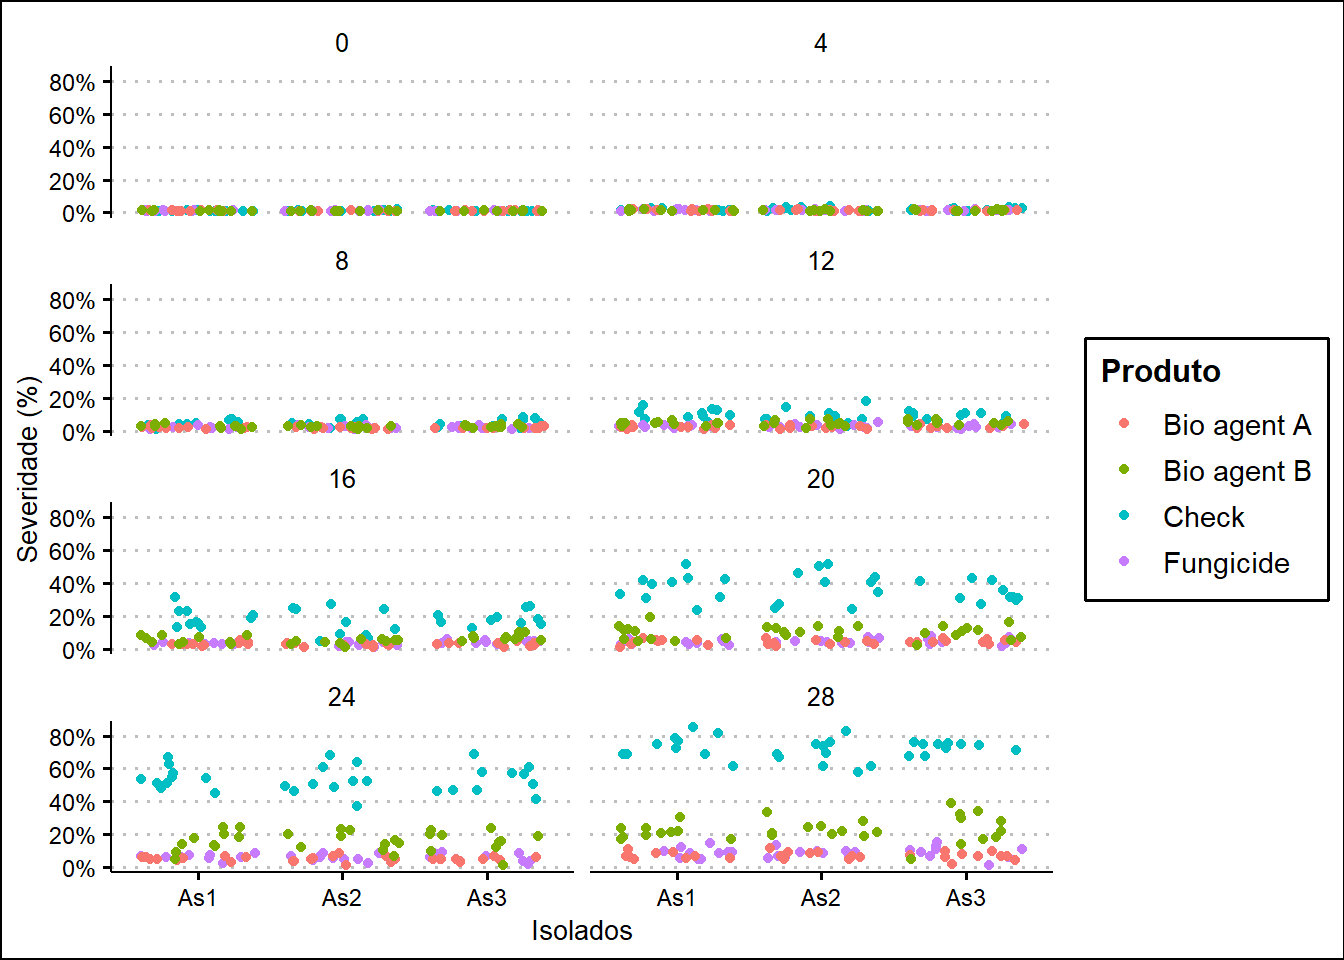 0
4
80%
60%
40%
20%
0%
8
12
80%
60%
40%
20%
0%
16
20
80%
60%
40%
20%
0%
24
28
80%
60%
40%
20%
0%
As1
As2
As3
As1
As2
As3
Isolados
Severidade (%)
Produto
Bio agent A
Bio agent B
Check
Fungicide